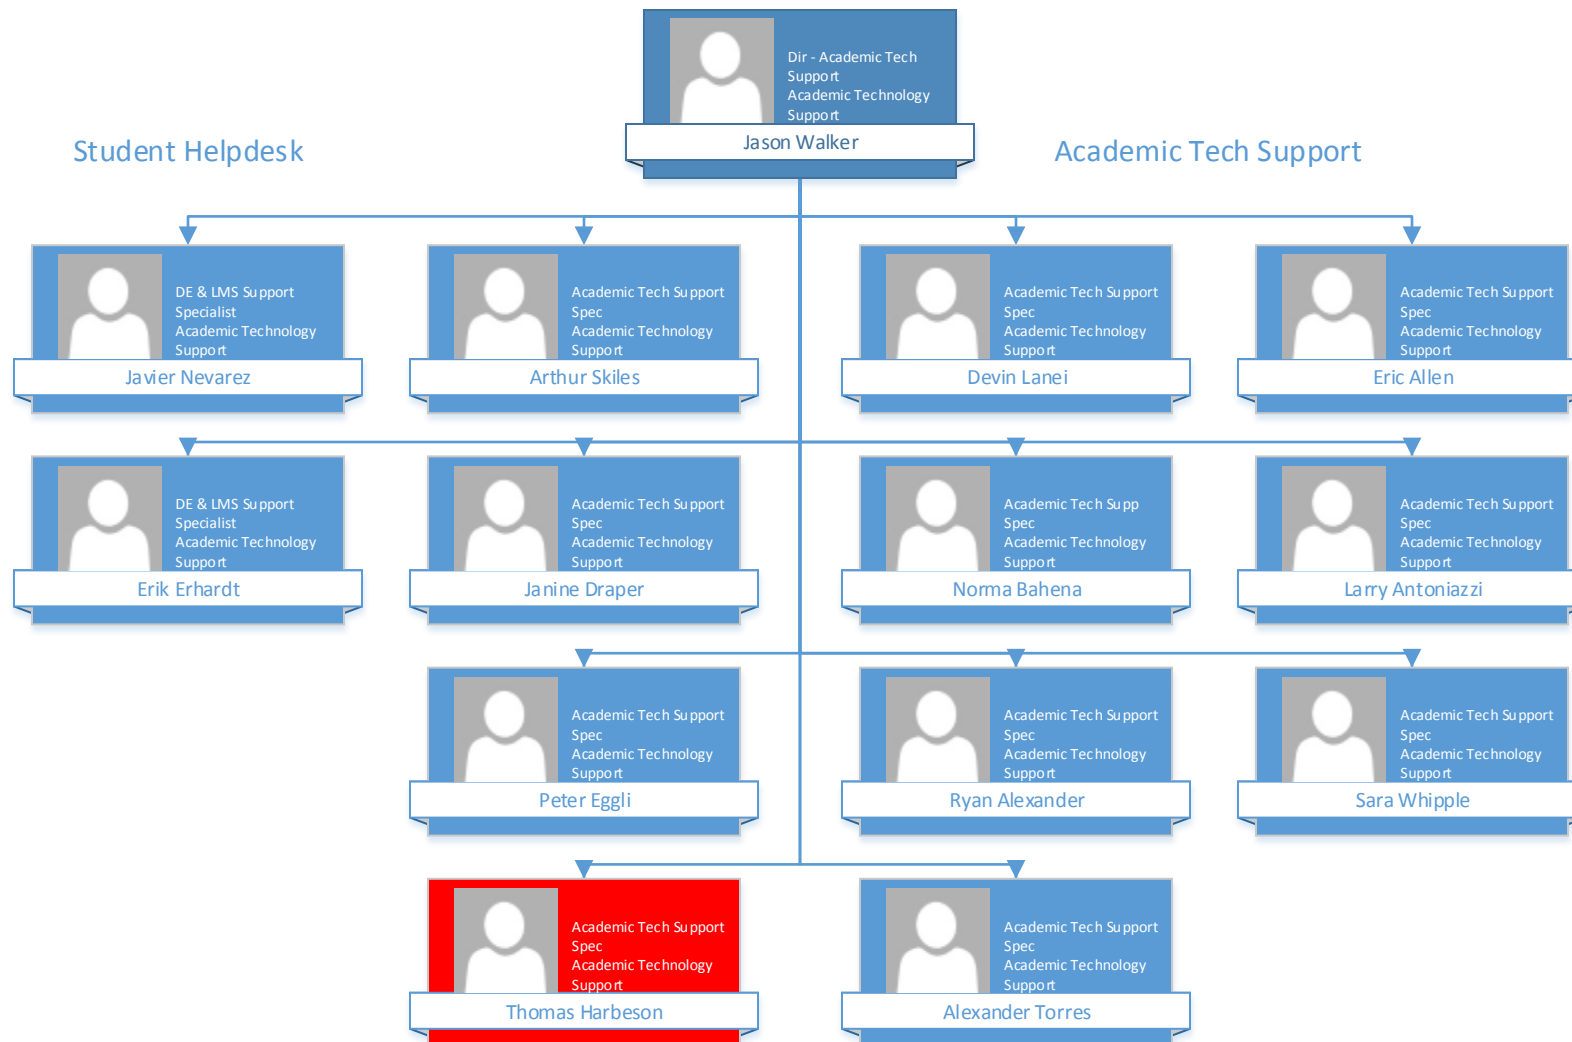 Dir - Academic Tech
Support
Academic Technology
Support
Jason Walker
Student Helpdesk
Academic Tech Support
DE & LMS Support
Specialist
Academic Technology
Support
Javier Nevarez
Academic Tech Support
Spec
Academic Technology
Support
Arthur Skiles
Academic Tech Support
Spec
Academic Technology
Support
Devin Lanei
Academic Tech Support
Spec
Academic Technology
Support
Eric Allen
DE & LMS Support
Specialist
Academic Technology
Support
Erik Erhardt
Academic Tech Support
Spec
Academic Technology
Support
Janine Draper
Academic Tech Supp
Spec
Academic Technology
Support
Norma Bahena
Academic Tech Support
Spec
Academic Technology
Support
Larry Antoniazzi
Academic Tech Support
Spec
Academic Technology
Support
Peter Eggli
Academic Tech Support
Spec
Academic Technology
Support
Ryan Alexander
Academic Tech Support
Spec
Academic Technology
Support
Sara Whipple
Academic Tech Support
Spec
Academic Technology
Support
Thomas Harbeson
Academic Tech Support
Spec
Academic Technology
Support
Alexander Torres